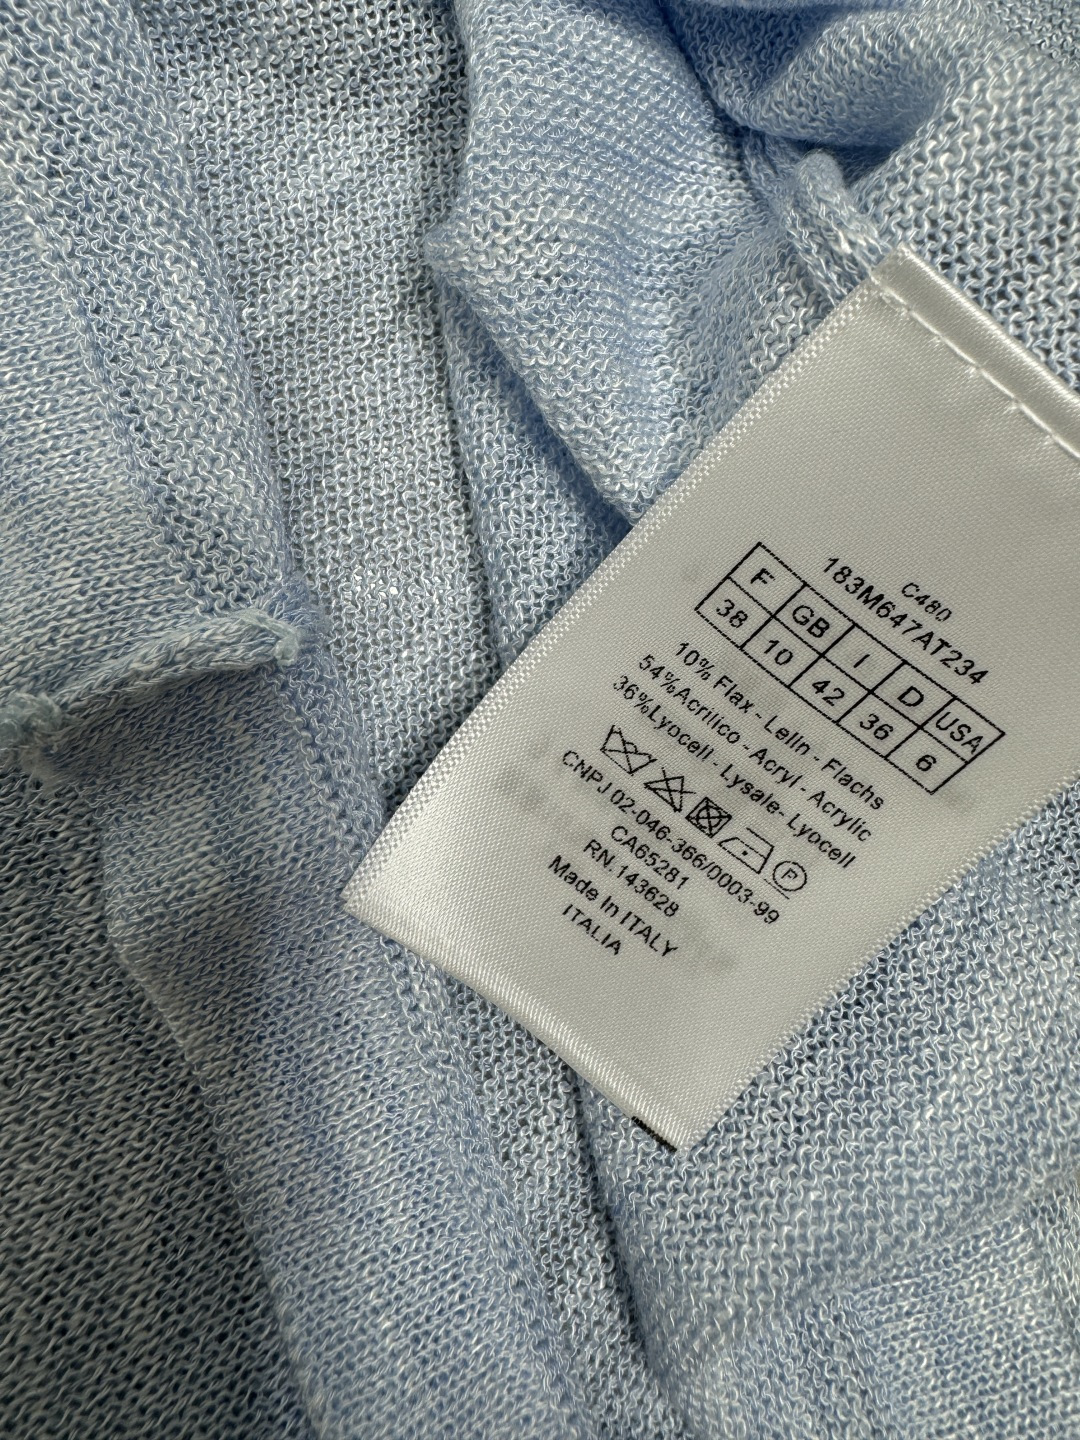 C480
183M647AT234
F GB I D USA
38 10 42 36 6
10% Flax - Lelln - Flachs
54%Acrilico - Acryl - Acrylic
36%Lyocell - Lysale- Lyocell
P
CNPJ 02-046-366/0003-99
CA65281
RN.143628
Made In ITALY
ITALIA